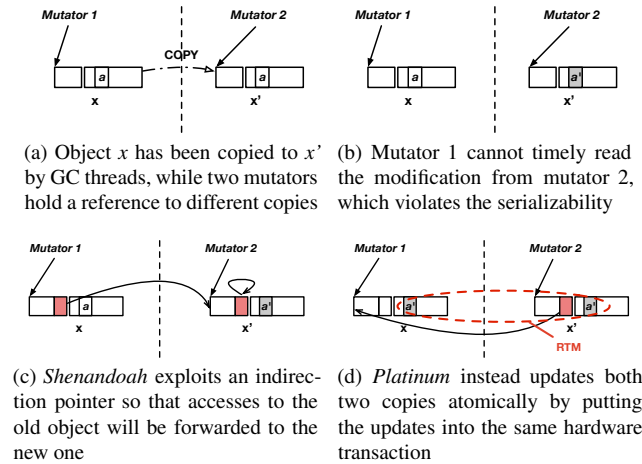 Mutator 1
Mutator 2
COPY
a
a
x
x'
(a) Object x has been copied to x'
by GC threads, while two mutators
hold a reference to different copies
Mutator 1
Mutator 2
a
a'
x
x'
(b) Mutator 1 cannot timely read
the modification from mutator 2,
which violates the serializability
Mutator 1
Mutator 2
a
a'
x
x'
(c) Shenandoah exploits an indirec-
tion pointer so that accesses to the
old object will be forwarded to the
new one
Mutator 1
Mutator 2
a'
a'
x
x'
RTM
(d) Platinum instead updates both
two copies atomically by putting
the updates into the same hardware
transaction